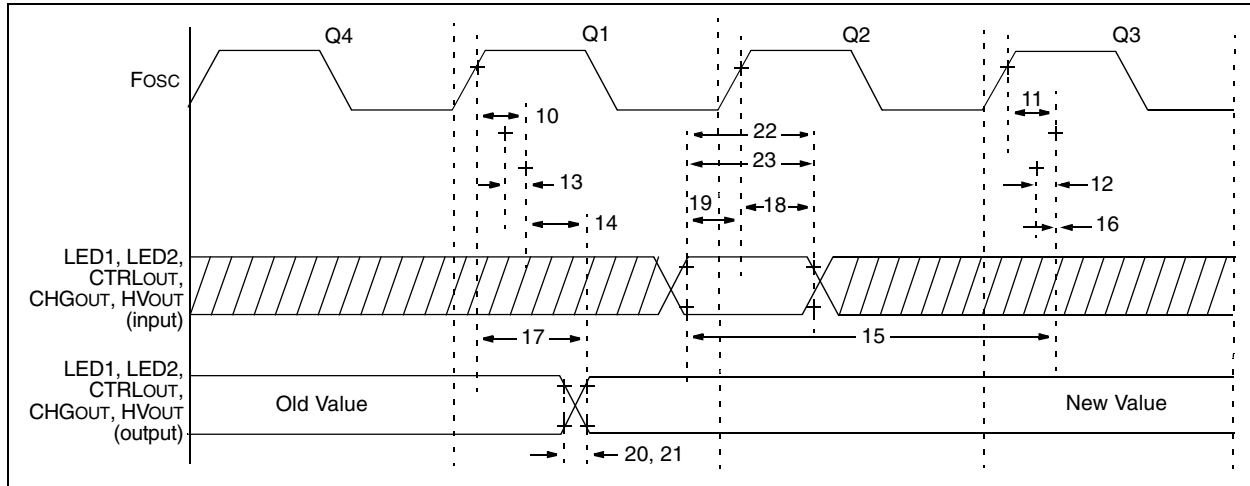 Q4
Q1
Q2
Q3
FOSC
10
11
22
23
13
12
19
18
14
16
LED1, LED2,
CTRLOUT,
CHGOUT, HVOUT
(input)
17
15
LED1, LED2,
CTRLOUT,
CHGOUT, HVOUT
(output)
Old Value
New Value
20, 21